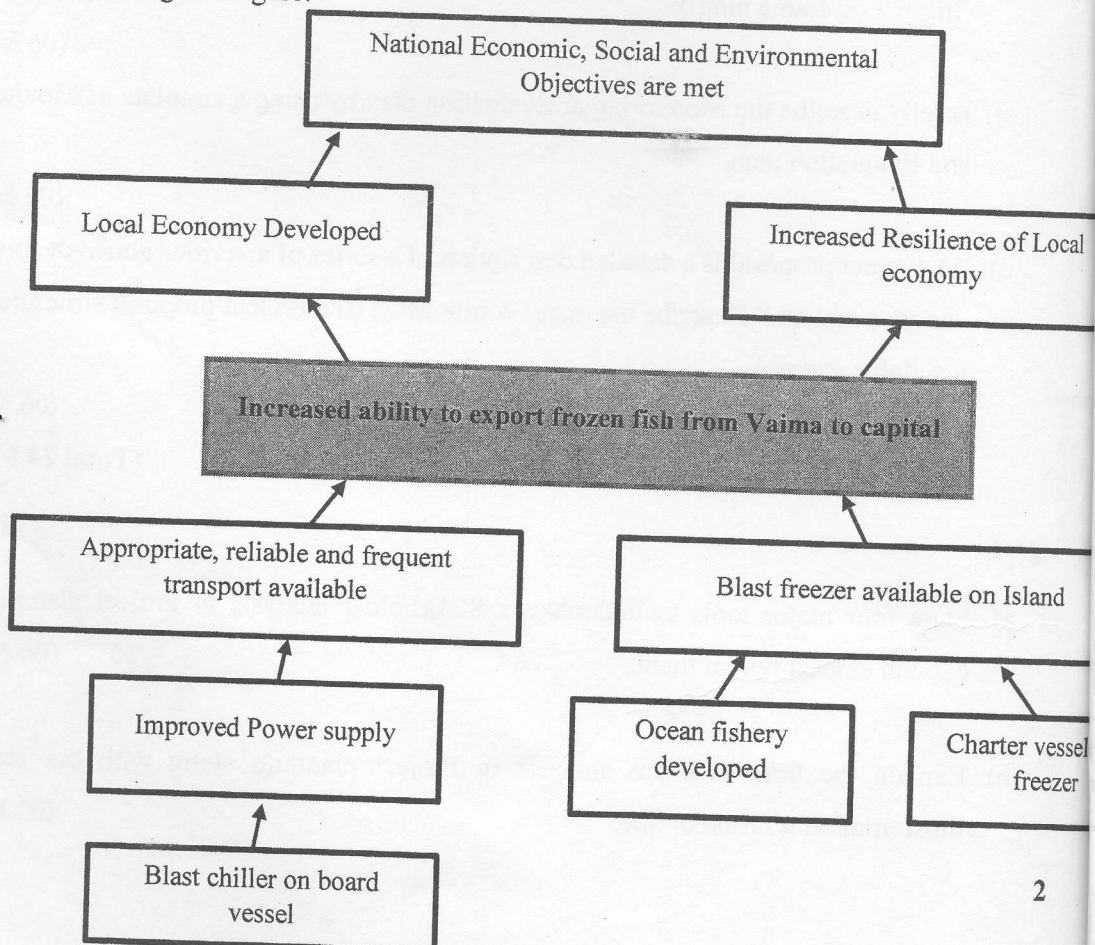 National Economic, Social and Environmental
Objectives are met
Local Economy Developed
Increased Resilience of Local
economy
Increased ability to export frozen fish from Vaima to capital
Appropriate, reliable and frequent
transport available
Blast freezer available on Island
Improved Power supply
Ocean fishery
developed
Charter vessel
freezer
Blast chiller on board
vessel
2